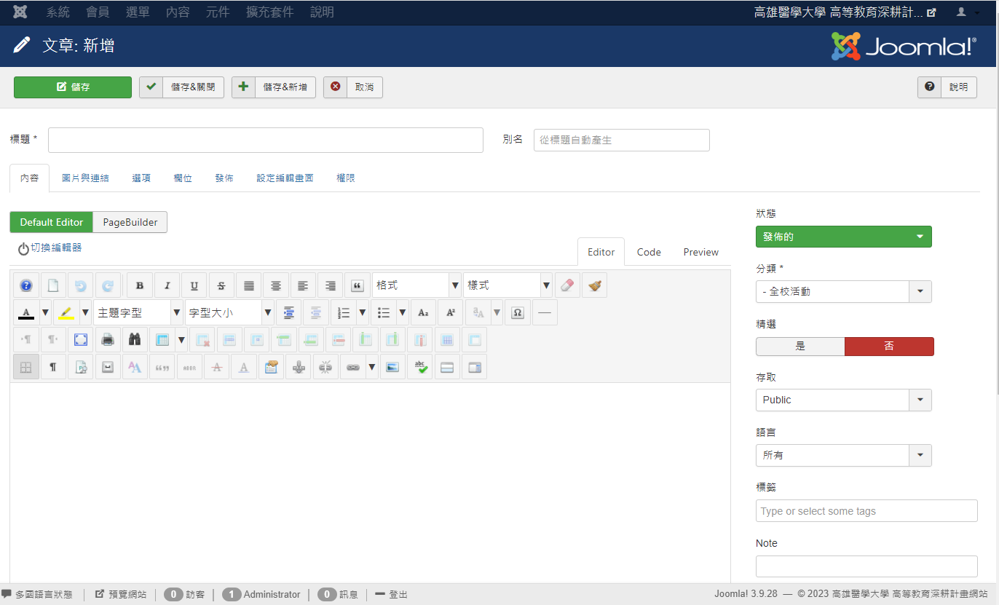 系統 會員 選單 內容 元件 擴充套件 說明 高雄醫學大學 高等教育深耕計...
文章: 新增 Joomla!®
儲存 儲存&關閉 儲存&新增 取消 說明
標題 * 別名 從標題自動產生
內容 圖片與連結 選項 欄位 發佈 設定編輯畫面 權限
Default Editor PageBuilder
切換編輯器
Editor Code Preview
格式 樣式
主題字型 字型大小
狀態
發佈的
分類 *
- 全校活動
精選
是 否
存取
Public
語言
所有
標籤
Type or select some tags
Note
多國語言狀態 預覽網站 0 訪客 1 Administrator 0 訊息 登出 Joomla! 3.9.28 — © 2023 高雄醫學大學 高等教育深耕計畫網站